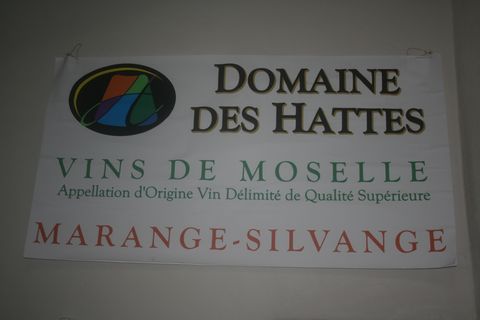 DOMAINE
DES HATTES
VINS DE MOSELLE
Appellation d'Origine Vin Délimité de Qualité Supérieure
MARANGE-SILVANGE